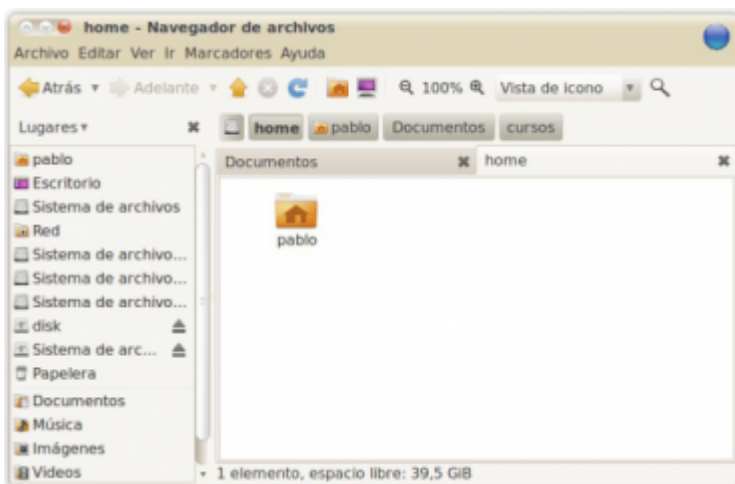 home - Navegador de archivos
Archivo Editar Ver Ir Marcadores Ayuda
Atrás Adelante 100% Vista de icono
Lugares home pablo Documentos cursos
Documentos home
pablo
Escritorio
Sistema de archivos
Red
Sistema de archivo...
Sistema de archivo...
Sistema de archivo...
disk
Sistema de arc...
Papelera
Documentos
Música
Imágenes
Videos
pablo
1 elemento, espacio libre: 39,5 GiB